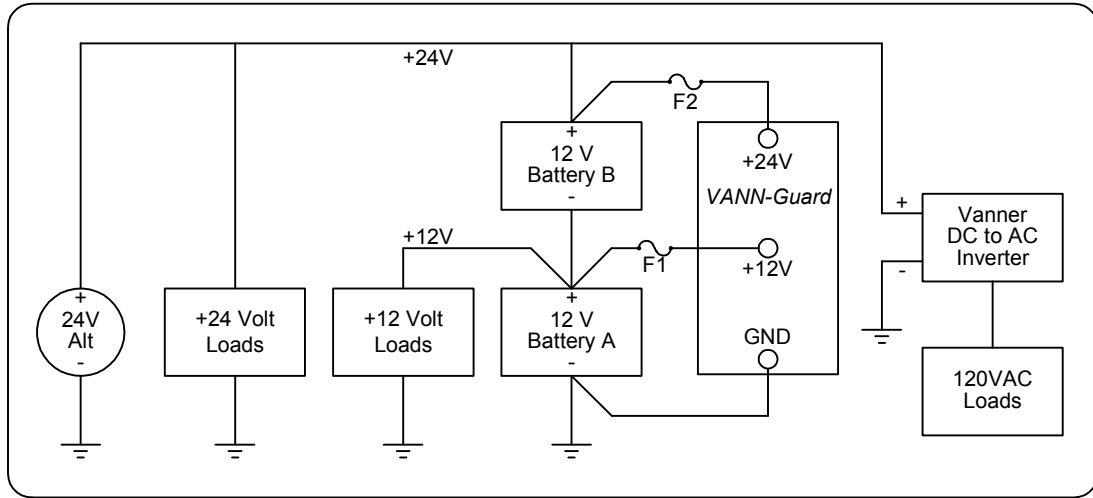 +24V
F2
+
12 V
Battery B
-
+24V
VANN-Guard
+12V
F1
+12V
GND
+
24V
Alt
-
+24 Volt
Loads
+12 Volt
Loads
+
12 V
Battery A
-
+
-
Vanner
DC to AC
Inverter
120VAC
Loads